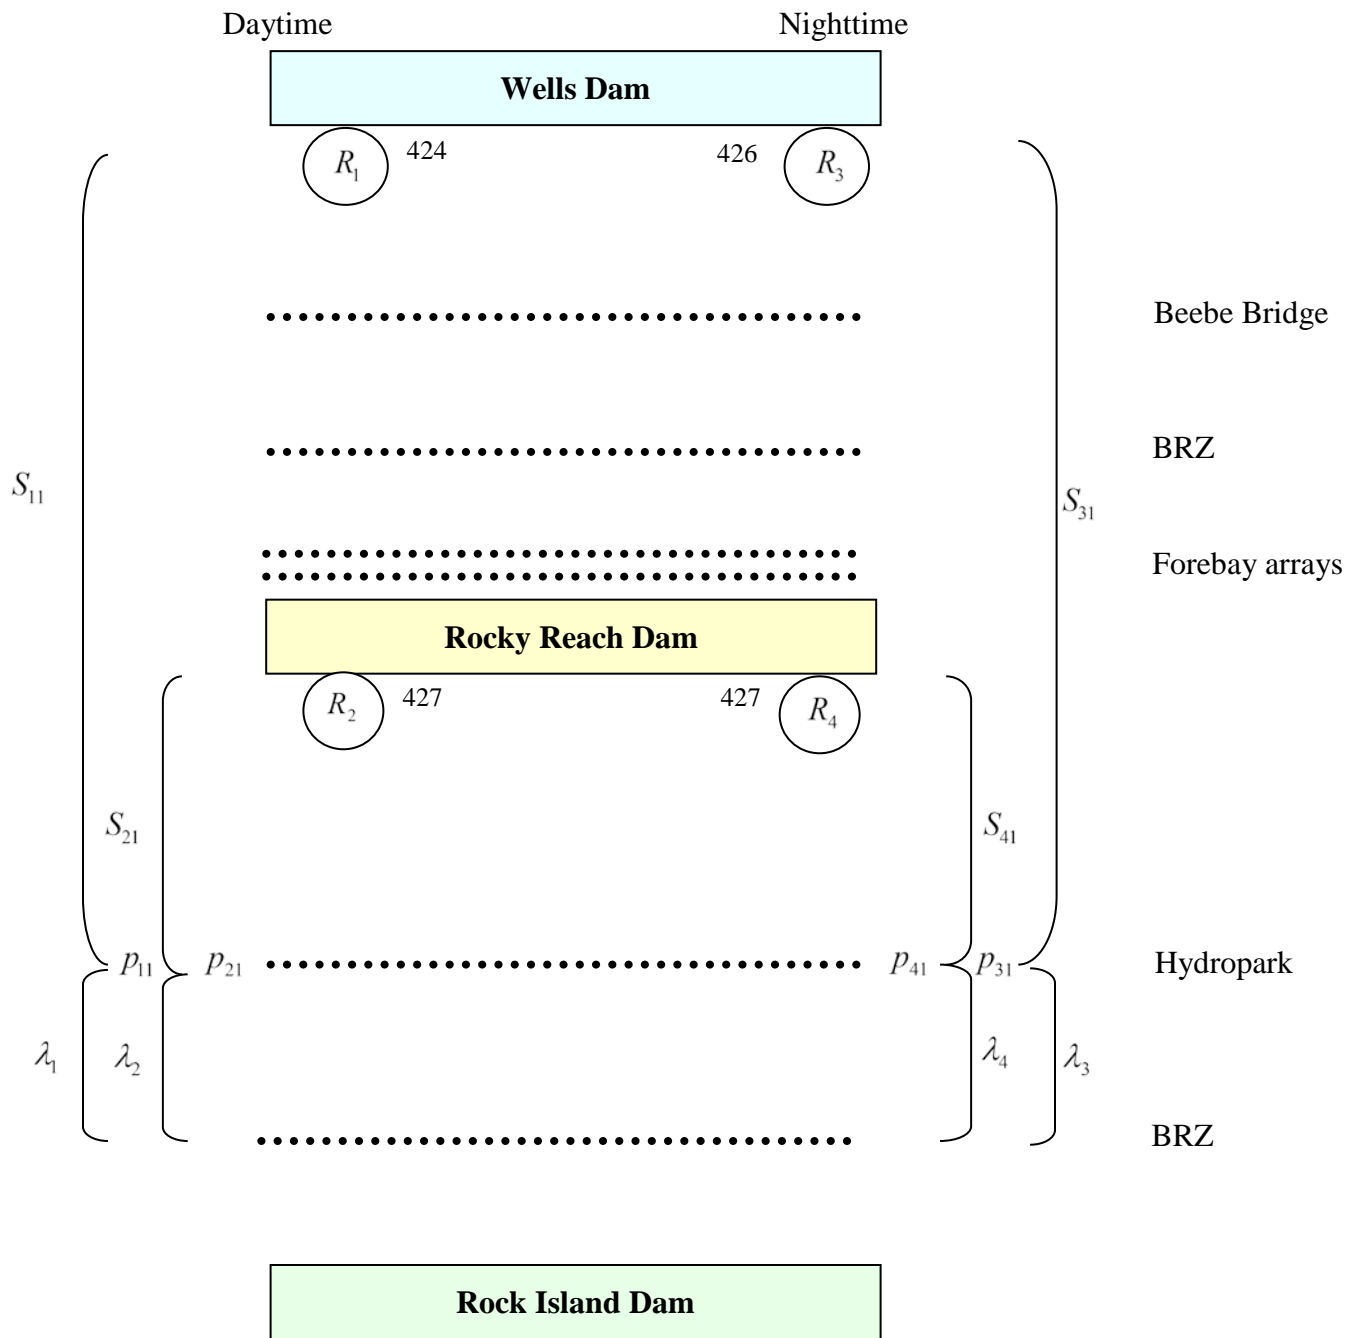 Daytime Nighttime
Wells Dam
R₁ 424 426 R₃
Beebe Bridge
BRZ
S₁₁ S₃₁
Forebay arrays
Rocky Reach Dam
R₂ 427 427 R₄
S₂₁ S₄₁
p₁₁ p₂₁ p₄₁ p₃₁ Hydropark
λ₁ λ₂ λ₄ λ₃
BRZ
Rock Island Dam